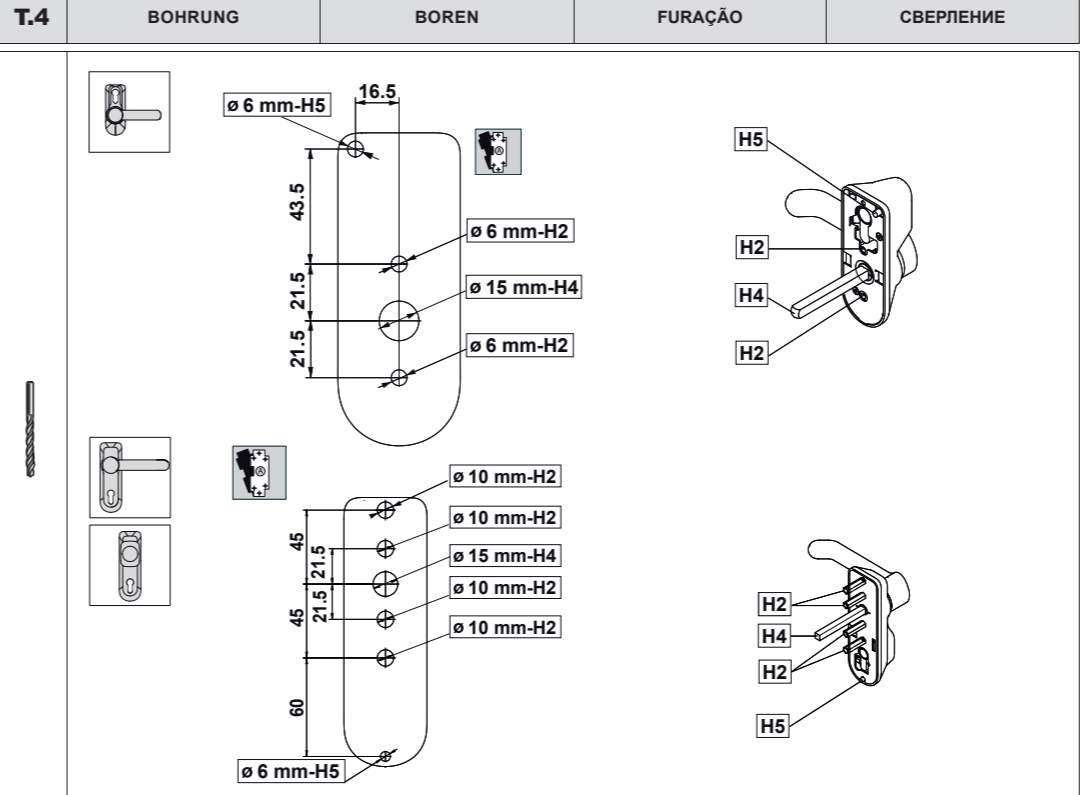 T.4 BOHRUNG BOREN FURAÇÃO СВЕРЛЕНИЕ
16.5
ø 6 mm-H5
43.5
ø 6 mm-H2
21.5
ø 15 mm-H4
21.5
ø 6 mm-H2
A
H5
H2
H4
H2
A
ø 10 mm-H2
45
ø 10 mm-H2
21.5
ø 15 mm-H4
21.5
ø 10 mm-H2
45
ø 10 mm-H2
60
ø 6 mm-H5
H2
H4
H2
H5